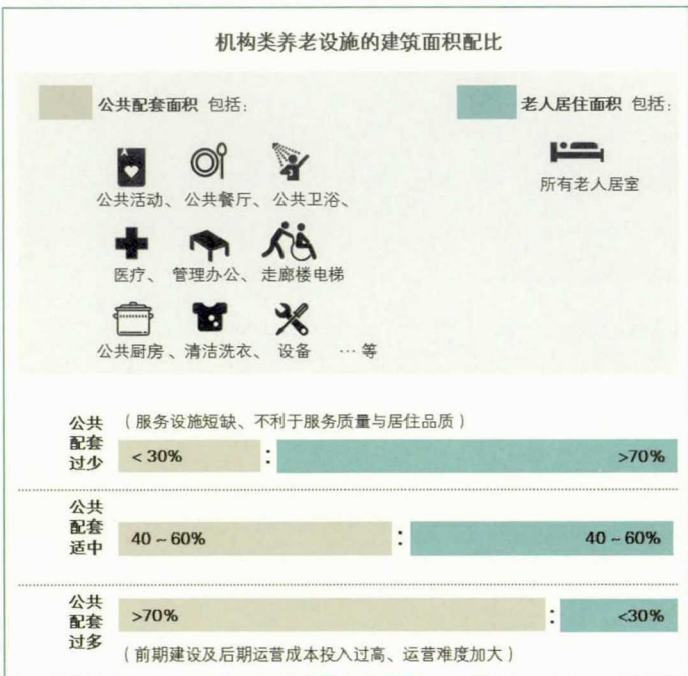 机构类养老设施的建筑面积配比
公共配套面积 包括：
老人居住面积 包括：
公共活动、 公共餐厅、 公共卫浴、
所有老人居室
医疗、 管理办公、 走廊楼电梯
公共厨房、 清洁洗衣、 设备 … 等
公共
配套
过少
（服务设施短缺、不利于服务质量与居住品质）
< 30% : >70%
公共
配套
适中
40 ~ 60% : 40 ~ 60%
公共
配套
过多
>70% : <30%
（前期建设及后期运营成本投入过高、运营难度加大）